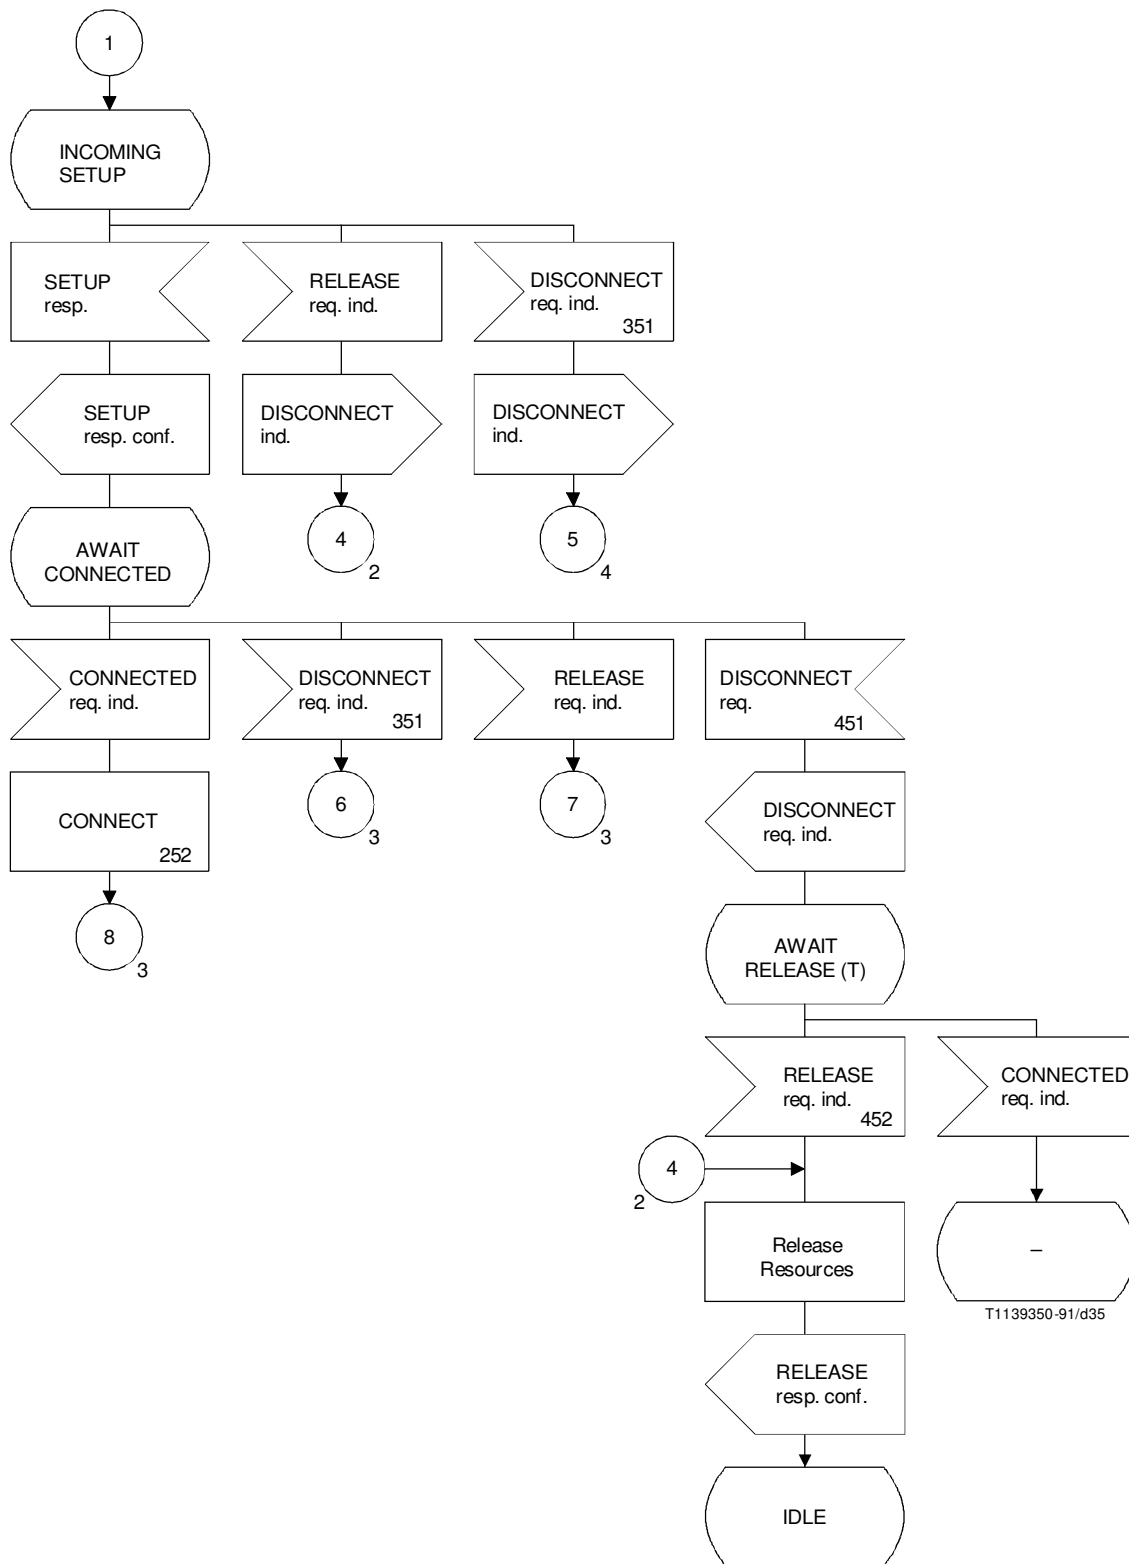 1
INCOMING
SETUP
SETUP
resp.
RELEASE
req. ind.
DISCONNECT
req. ind.
351
SETUP
resp. conf.
DISCONNECT
ind.
DISCONNECT
ind.
4
2
5
4
AWAIT
CONNECTED
CONNECTED
req. ind.
DISCONNECT
req. ind.
351
RELEASE
req. ind.
DISCONNECT
req.
451
CONNECT
252
6
3
7
3
DISCONNECT
req. ind.
8
3
AWAIT
RELEASE (T)
RELEASE
req. ind.
452
CONNECTED
req. ind.
4
2
Release
Resources
–
T1139350-91/d35
RELEASE
resp. conf.
IDLE